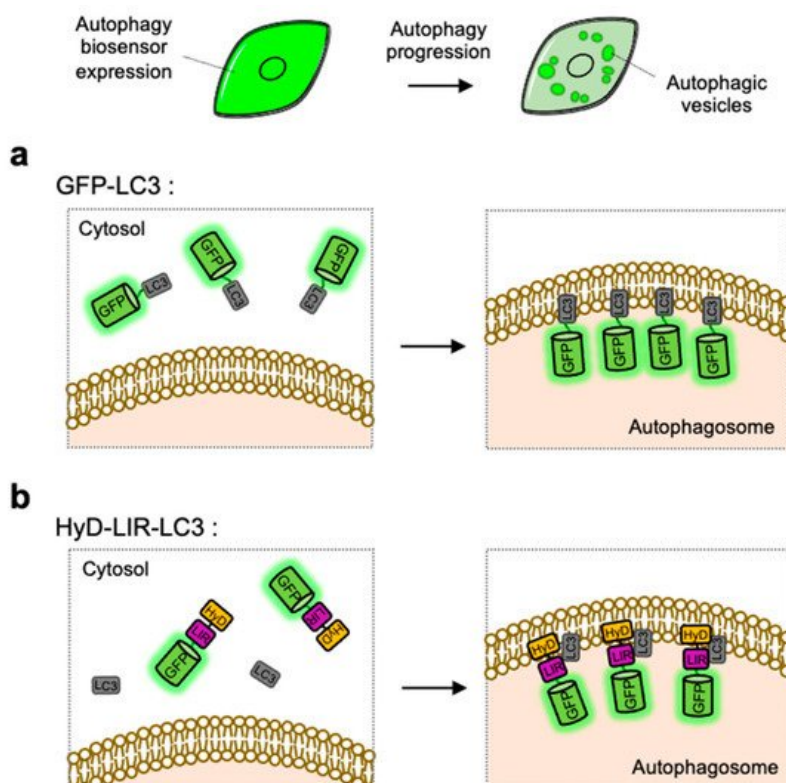 Autophagy
biosensor
expression
Autophagy
progression
Autophagic
vesicles
a
GFP-LC3 :
Cytosol
GFP
LC3
GFP
LC3
GFP
LC3
LC3
LC3
LC3
LC3
GFP
GFP
GFP
GFP
Autophagosome
b
HyD-LIR-LC3 :
Cytosol
HyD
LIR
GFP
GFP
LIR
HyD
LC3
LC3
HyD
LIR
LC3
GFP
HyD
LIR
LC3
GFP
HyD
LIR
LC3
GFP
Autophagosome